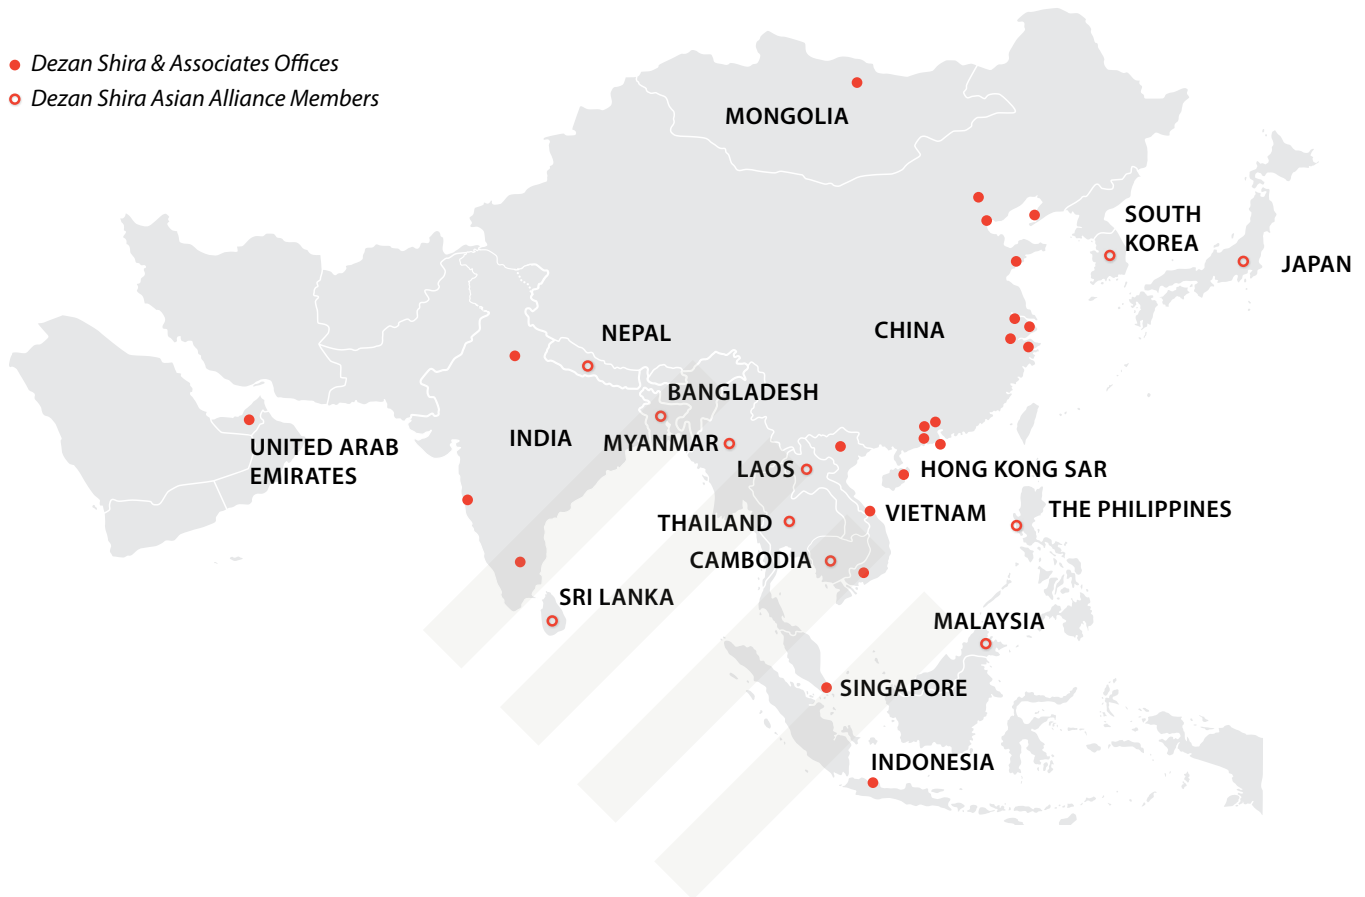 Dezan Shira & Associates Offices
Dezan Shira Asian Alliance Members
MONGOLIA
SOUTH
KOREA
JAPAN
CHINA
NEPAL
BANGLADESH
INDIA
MYANMAR
UNITED ARAB
EMIRATES
LAOS
HONG KONG SAR
THAILAND
VIETNAM
THE PHILIPPINES
CAMBODIA
SRI LANKA
MALAYSIA
SINGAPORE
INDONESIA